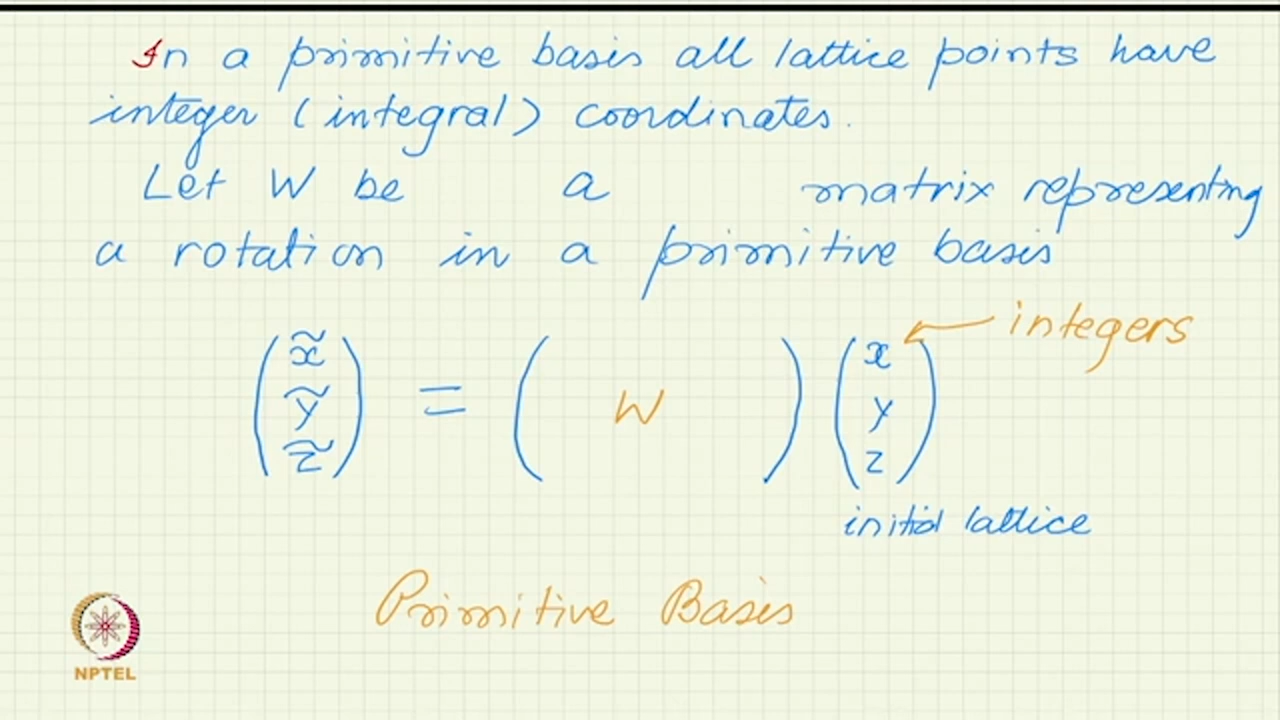 In a primitive basis all lattice points have
integer (integral) coordinates.
Let W be a matrix representing
a rotation in a primitive basis
integers
x̃ x
ỹ = W y
z̃ z
initial lattice
Primitive Basis
NPTEL